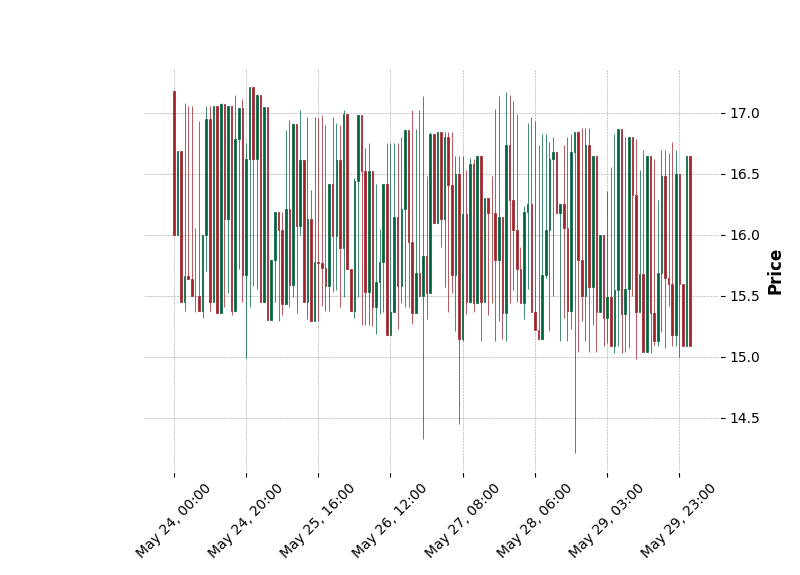 17.0
16.5
16.0
15.5
15.0
14.5
Price
May 24, 00:00
May 24, 20:00
May 25, 16:00
May 26, 12:00
May 27, 08:00
May 28, 06:00
May 29, 03:00
May 29, 23:00